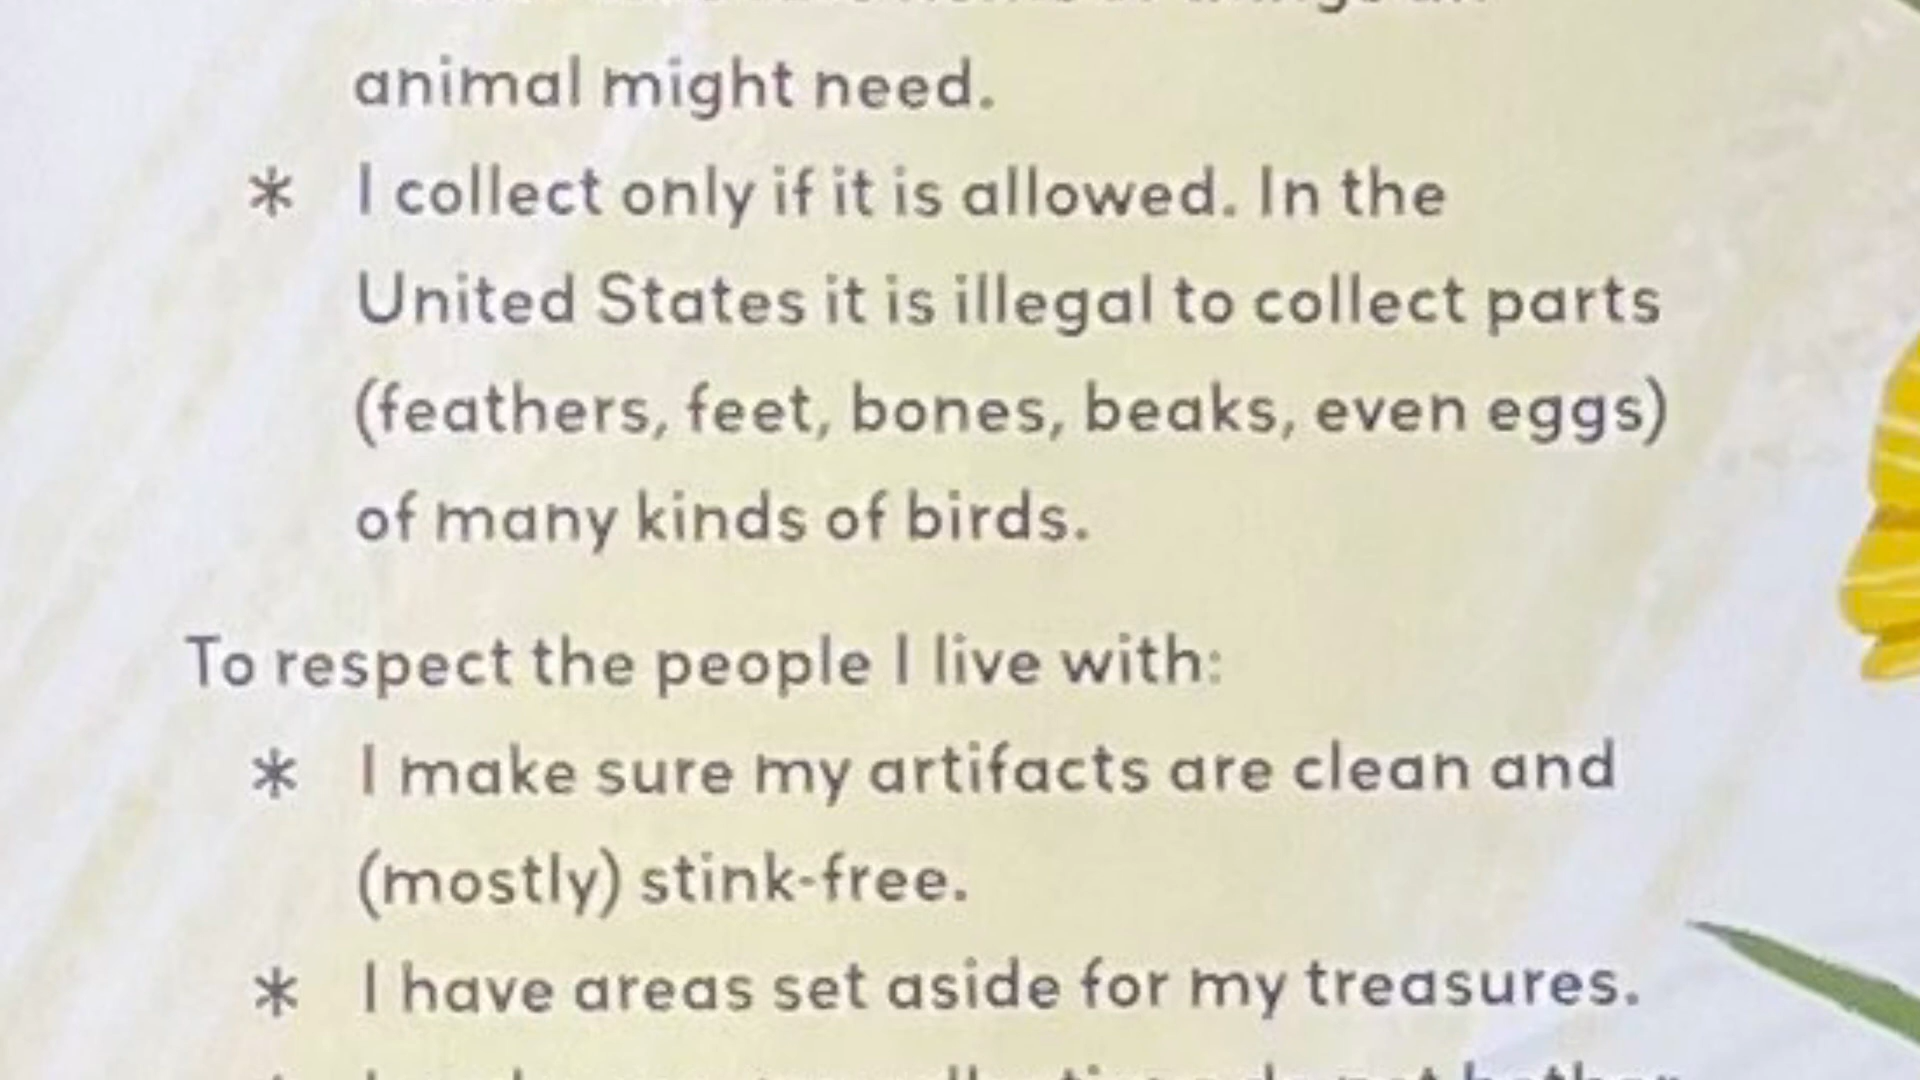 animal might need.
* I collect only if it is allowed. In the
United States it is illegal to collect parts
(feathers, feet, bones, beaks, even eggs)
of many kinds of birds.
To respect the people I live with:
* I make sure my artifacts are clean and
(mostly) stink-free.
* I have areas set aside for my treasures.